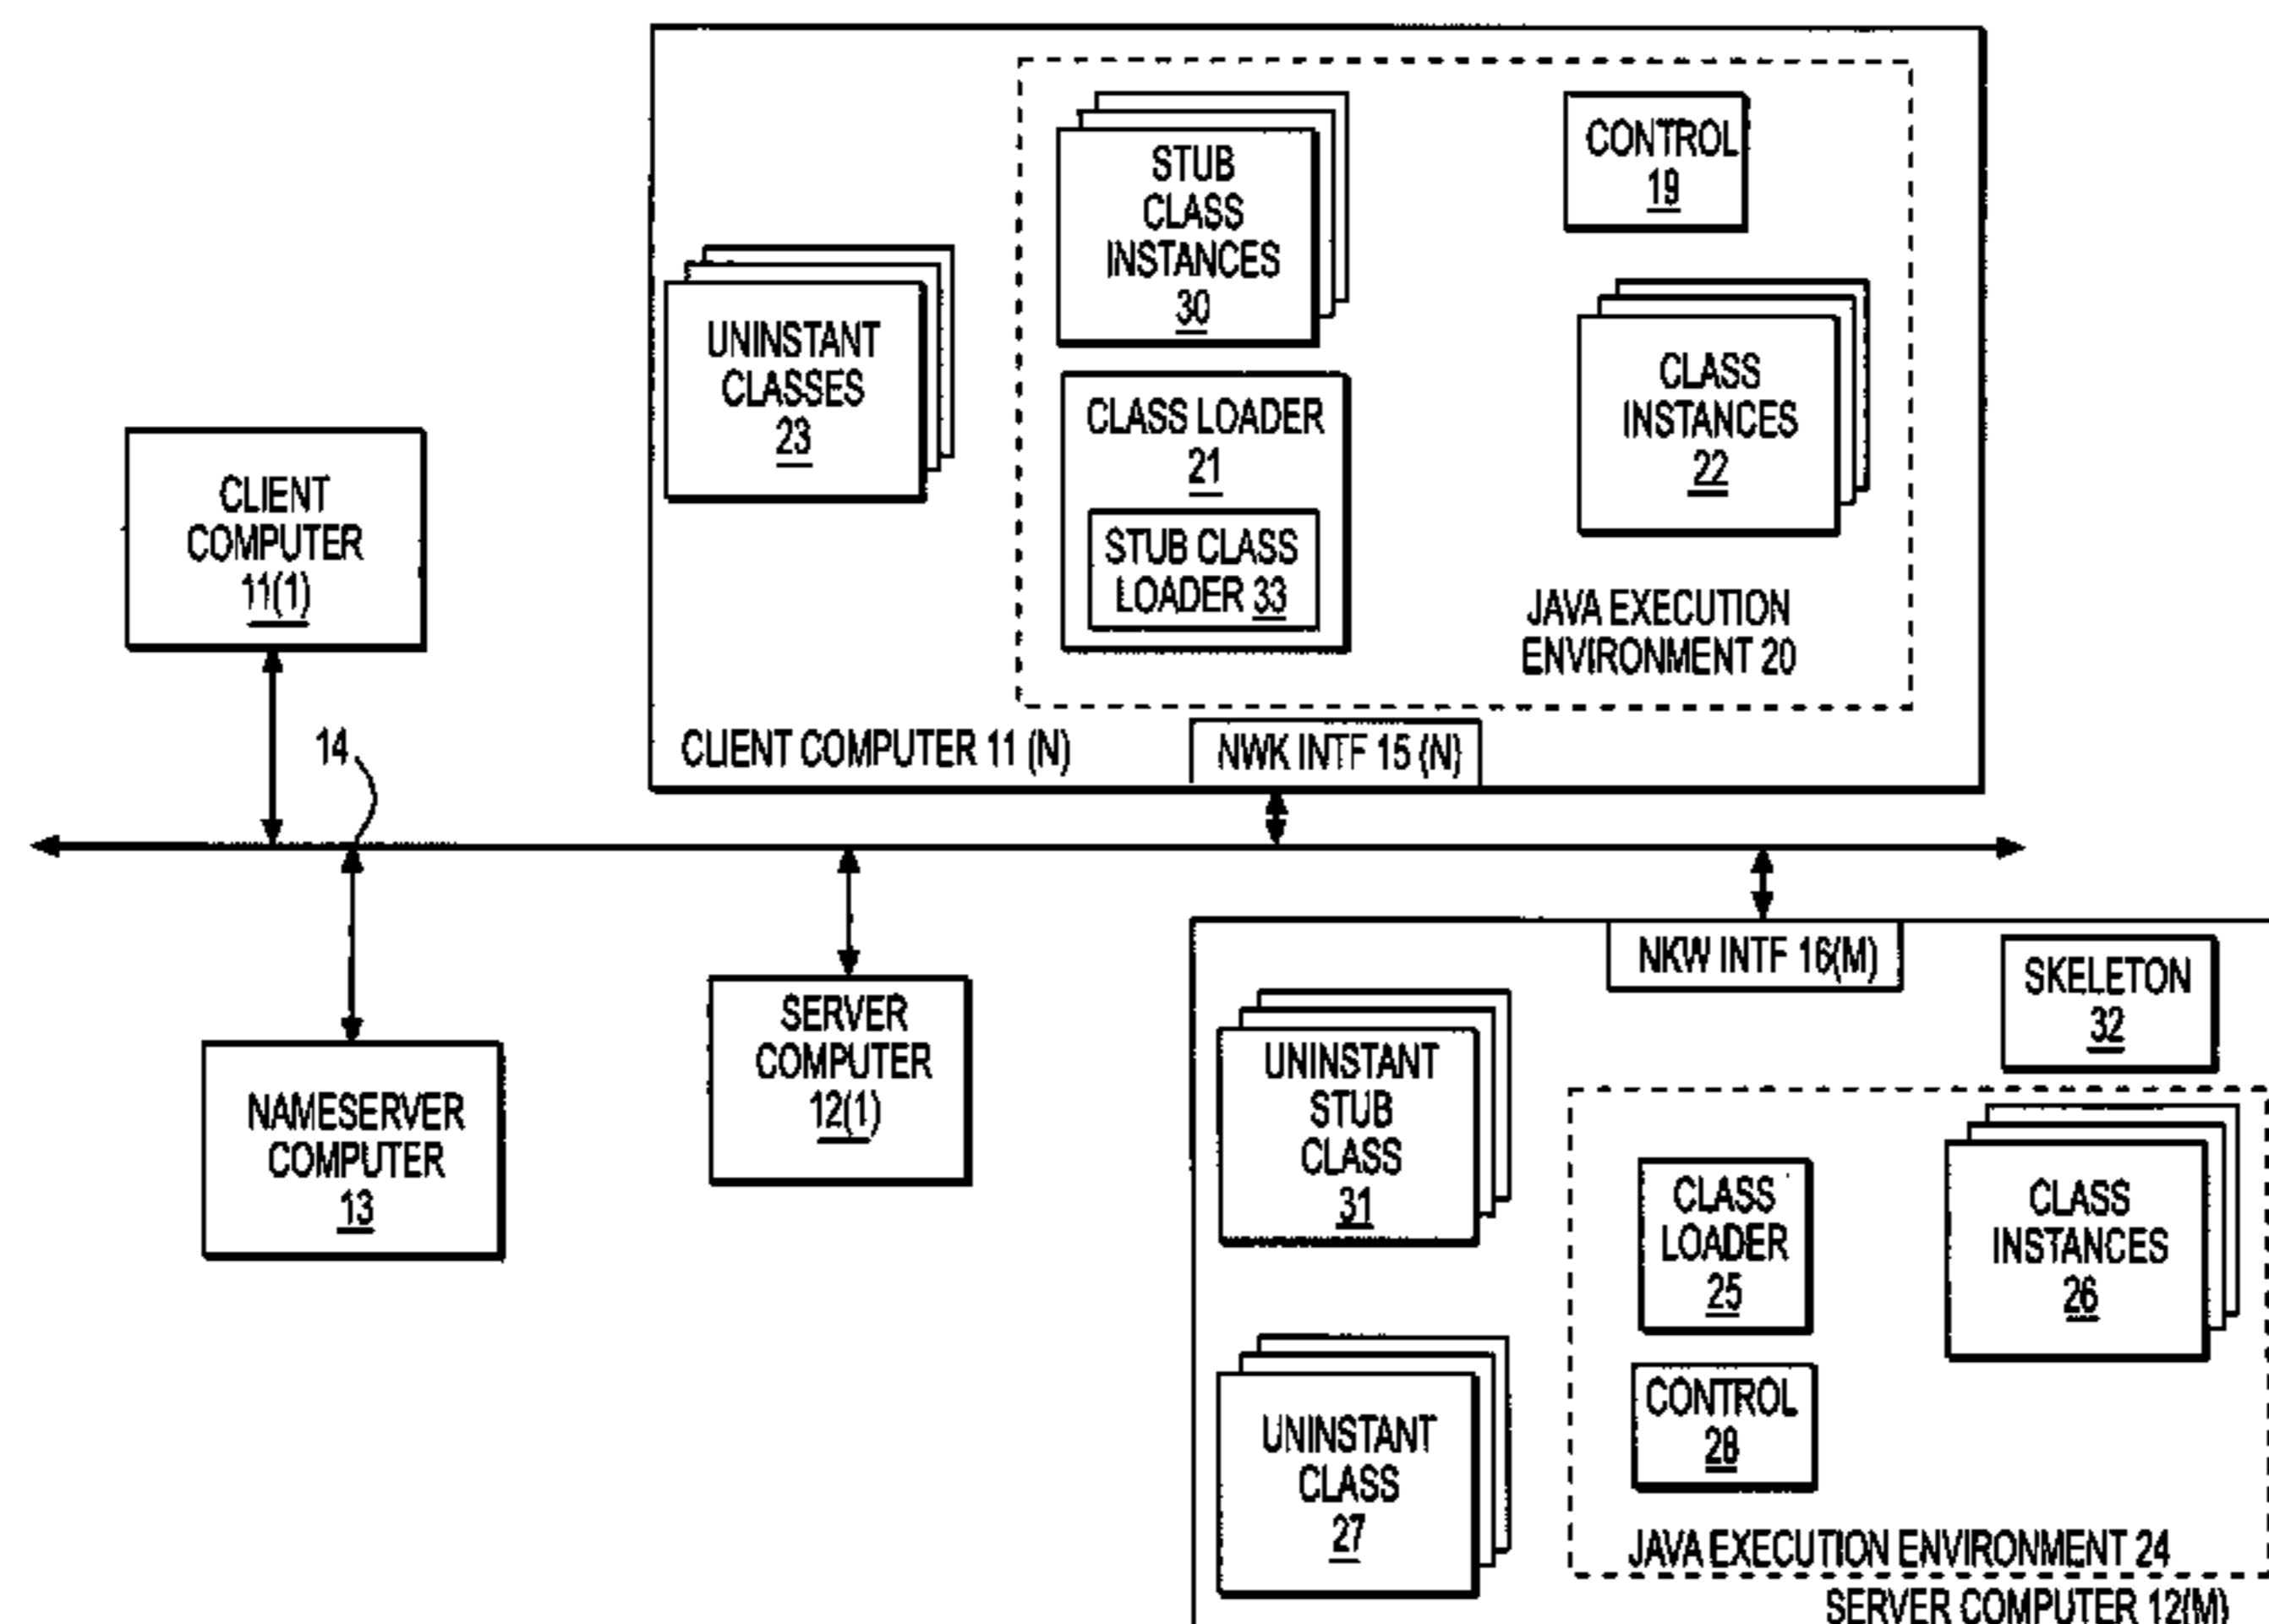 STUB
CLASS
INSTANCES
30
CONTROL
19
UNINSTANT
CLASSES
23
CLASS LOADER
21
STUB CLASS
LOADER 33
CLASS
INSTANCES
22
JAVA EXECUTION
ENVIRONMENT 20
CLIENT COMPUTER 11 (N)
NWK INTF 15 (N)
CLIENT
COMPUTER
11(1)
14
NAMESERVER
COMPUTER
13
SERVER
COMPUTER
12(1)
NKW INTF 16(M)
SKELETON
32
UNINSTANT
STUB
CLASS
31
CLASS
LOADER
25
CLASS
INSTANCES
26
CONTROL
28
UNINSTANT
CLASS
27
JAVA EXECUTION ENVIRONMENT 24
SERVER COMPUTER 12(M)